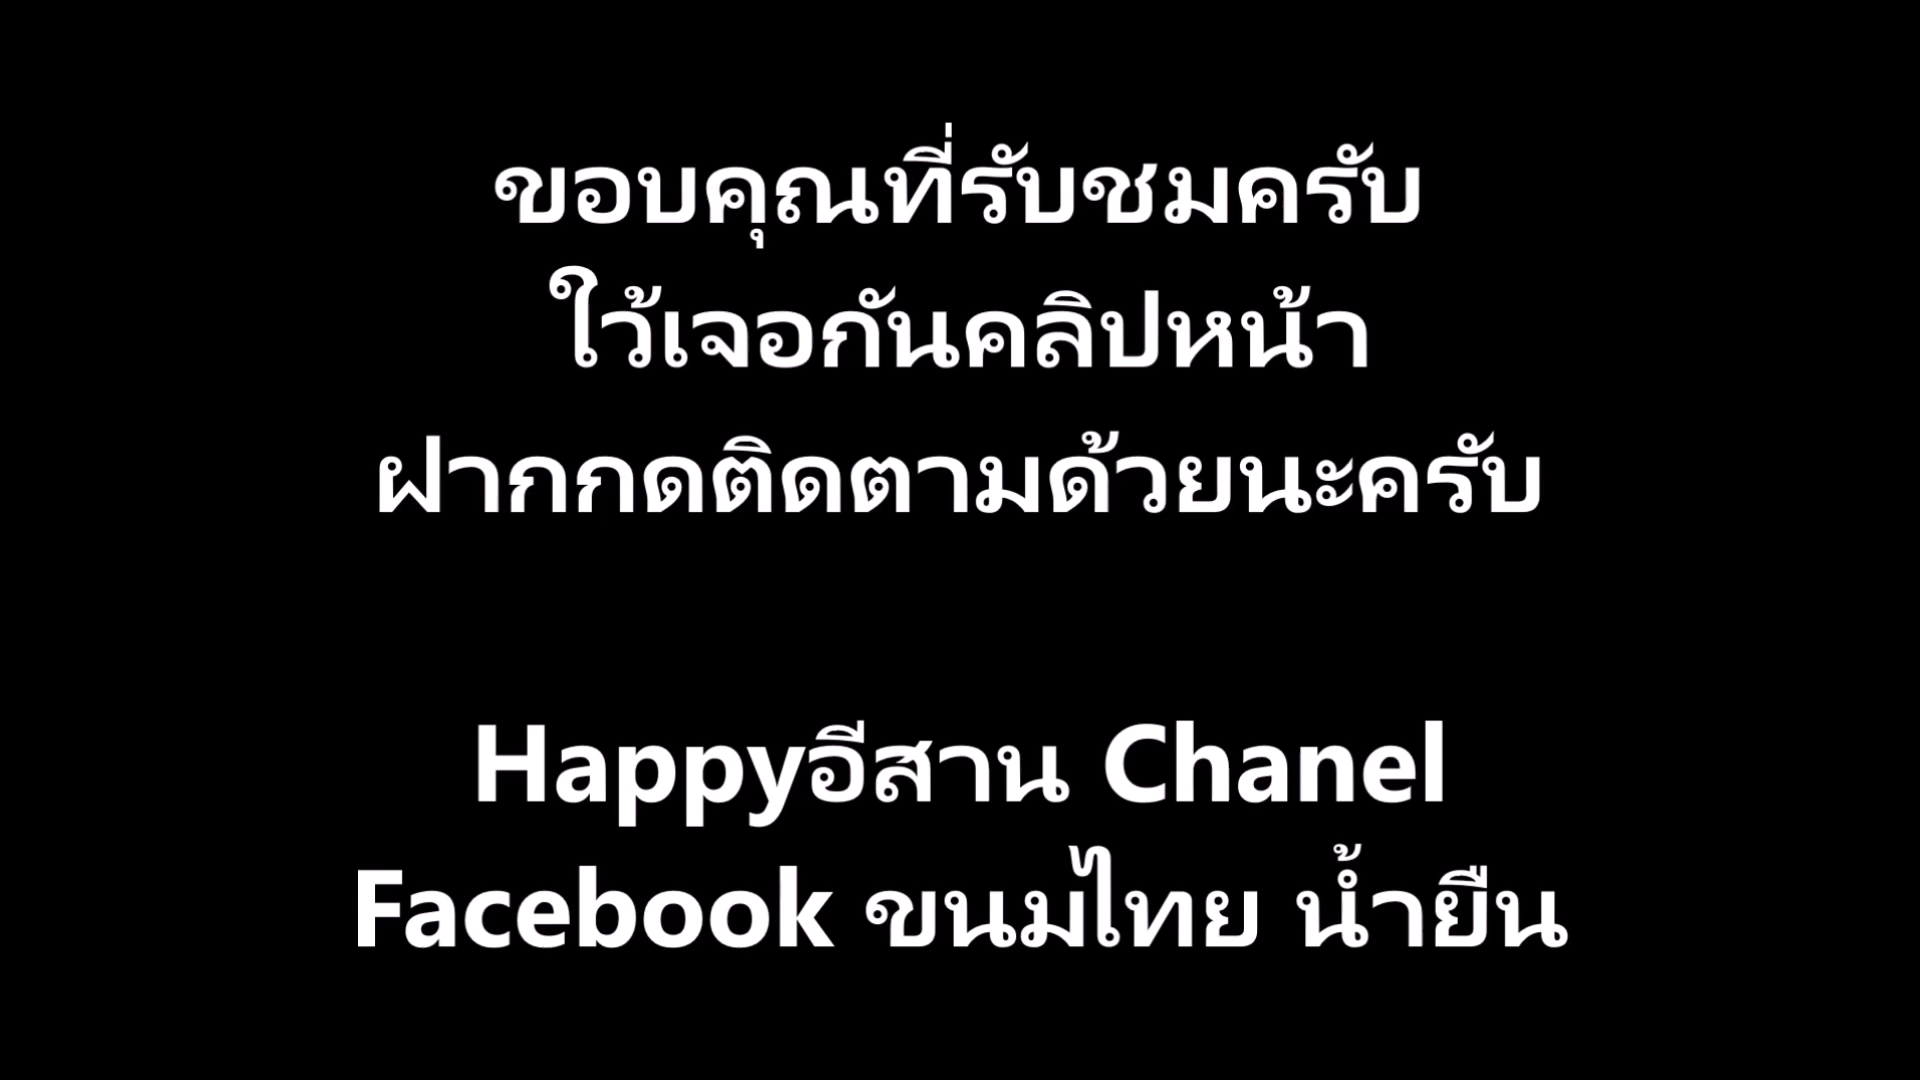 ขอบคุณที่รับชมครับ
ใว้เจอกันคลิปหน้า
ฝากกดติดตามด้วยนะครับ
Happyอีสาน Chanel
Facebook ขนมไทย น้ำยืน